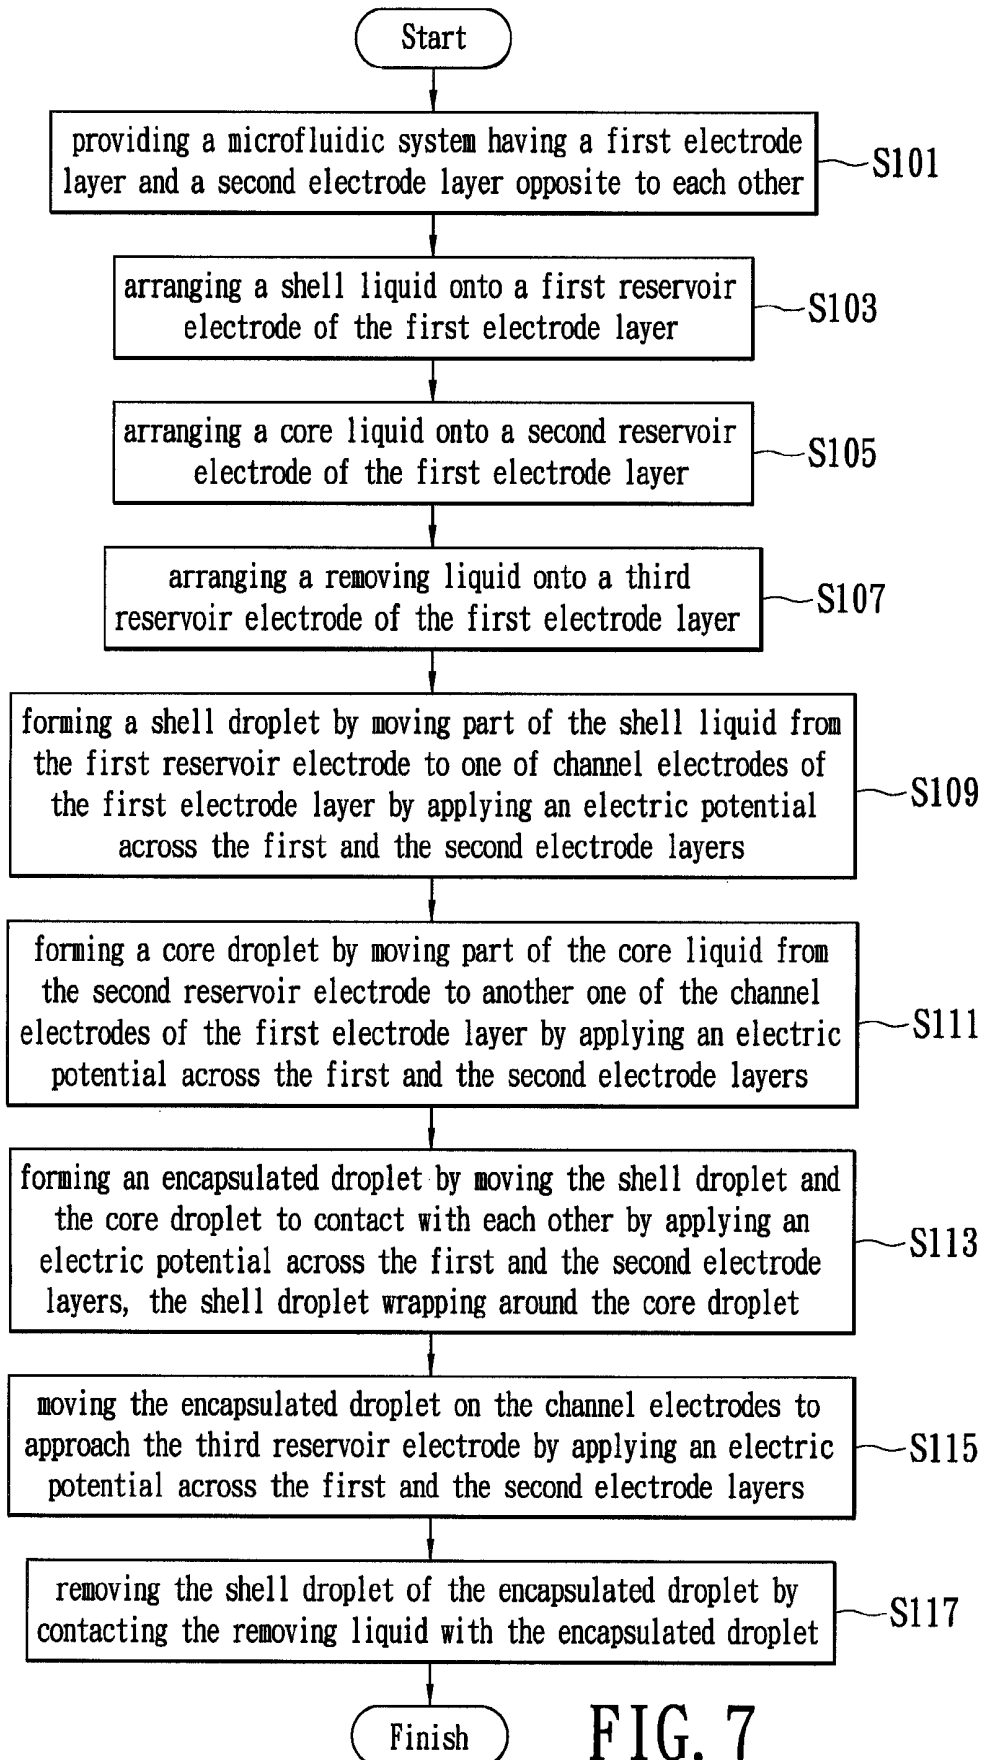 Start
providing a microfluidic system having a first electrode
layer and a second electrode layer opposite to each other
S101
arranging a shell liquid onto a first reservoir
electrode of the first electrode layer
S103
arranging a core liquid onto a second reservoir
electrode of the first electrode layer
S105
arranging a removing liquid onto a third
reservoir electrode of the first electrode layer
S107
forming a shell droplet by moving part of the shell liquid from
the first reservoir electrode to one of channel electrodes of
the first electrode layer by applying an electric potential
across the first and the second electrode layers
S109
forming a core droplet by moving part of the core liquid from
the second reservoir electrode to another one of the channel
electrodes of the first electrode layer by applying an electric
potential across the first and the second electrode layers
S111
forming an encapsulated droplet by moving the shell droplet and
the core droplet to contact with each other by applying an
electric potential across the first and the second electrode
layers, the shell droplet wrapping around the core droplet
S113
moving the encapsulated droplet on the channel electrodes to
approach the third reservoir electrode by applying an electric
potential across the first and the second electrode layers
S115
removing the shell droplet of the encapsulated droplet by
contacting the removing liquid with the encapsulated droplet
S117
Finish
FIG. 7